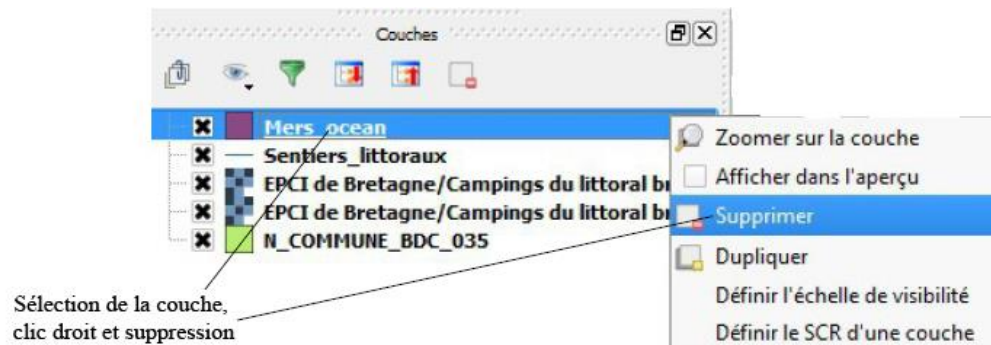 Couches
Mers_ocean
Sentiers_littoraux
EPCI de Bretagne/Campings du littoral br
EPCI de Bretagne/Campings du littoral br
N_COMMUNE_BDC_035
Zoomer sur la couche
Afficher dans l'aperçu
Supprimer
Dupliquer
Définir l'échelle de visibilité
Définir le SCR d'une couche
Sélection de la couche,
clic droit et suppression